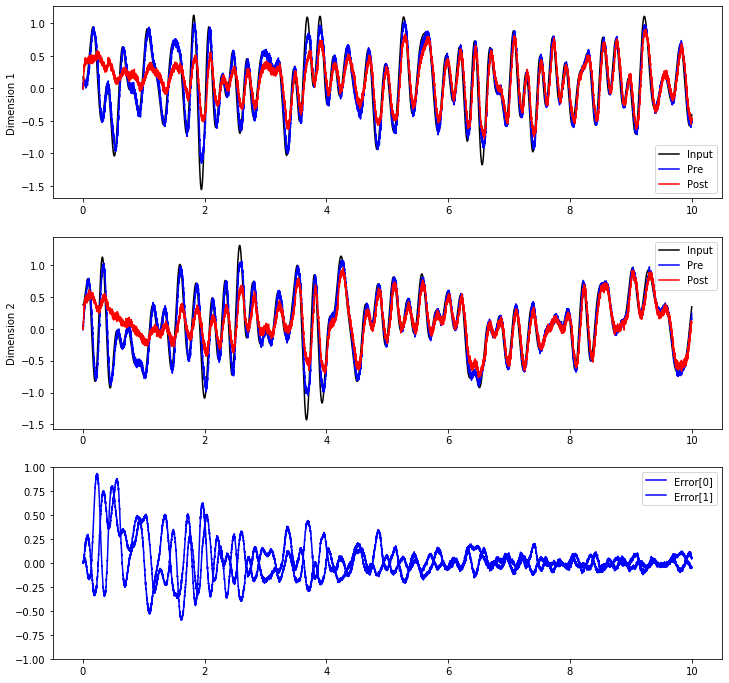 1.0
0.5
0.0
−0.5
−1.0
−1.5
Dimension 1
Input
Pre
Post
0 2 4 6 8 10
1.0
0.5
0.0
−0.5
−1.0
−1.5
Dimension 2
Input
Pre
Post
0 2 4 6 8 10
1.00
0.75
0.50
0.25
0.00
−0.25
−0.50
−0.75
−1.00
Error[0]
Error[1]
0 2 4 6 8 10